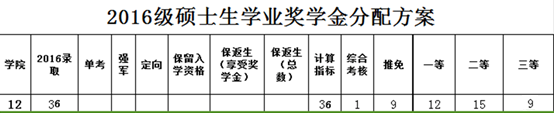 2016级硕士生学业奖学金分配方案
学院 2016录取 单考 强军 定向 保留入学资格 保返生（享受奖学金） 保返生（总数） 计算指标 综合考核 推免 一等 二等 三等
12 36 36 1 9 12 15 9